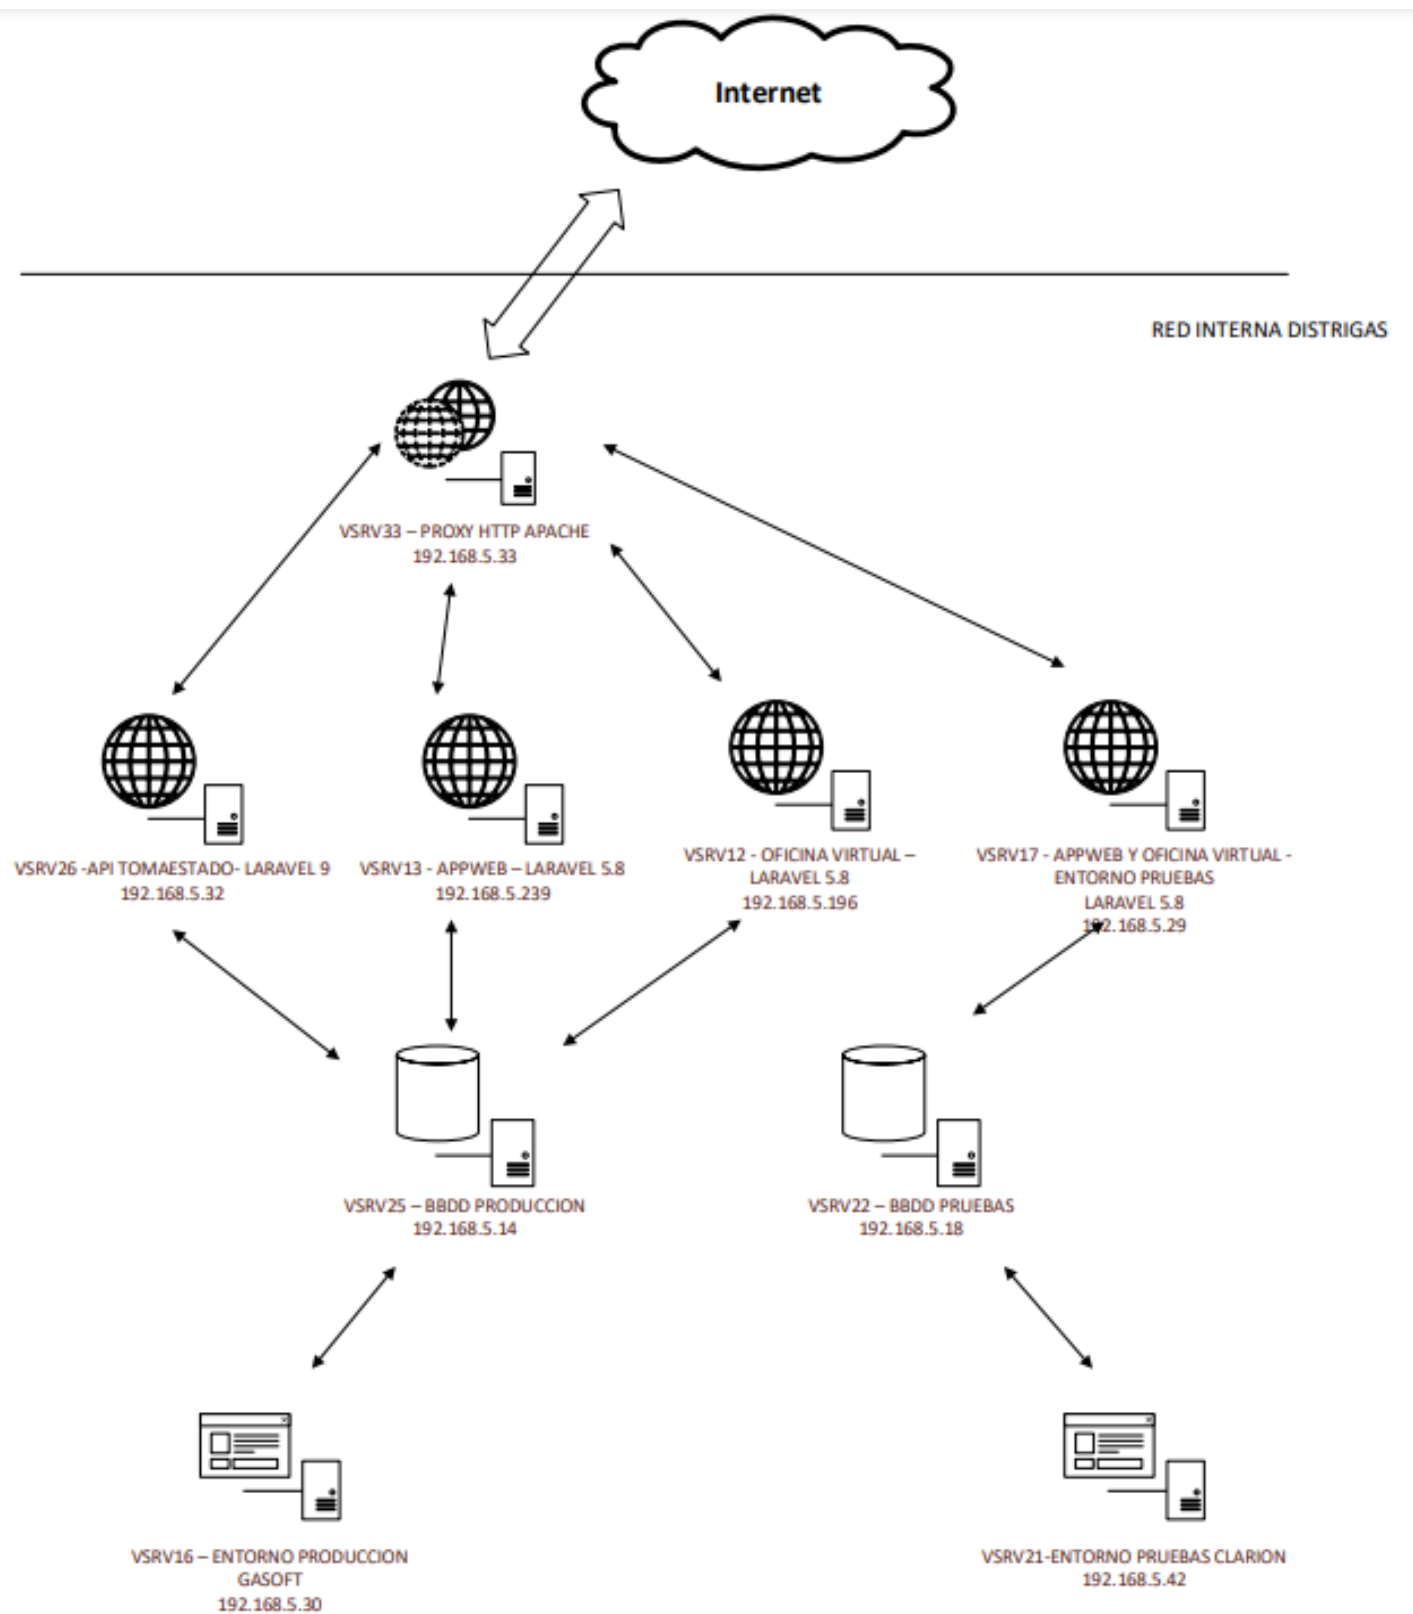 Internet
RED INTERNA DISTRIGAS
VSRV33 – PROXY HTTP APACHE
192.168.5.33
VSRV26 -API TOMAESTADO- LARAVEL 9
192.168.5.32
VSRV13 - APPWEB – LARAVEL 5.8
192.168.5.239
VSRV12 - OFICINA VIRTUAL –
LARAVEL 5.8
192.168.5.196
VSRV17 - APPWEB Y OFICINA VIRTUAL -
ENTORNO PRUEBAS
LARAVEL 5.8
192.168.5.29
VSRV25 – BBDD PRODUCCION
192.168.5.14
VSRV22 – BBDD PRUEBAS
192.168.5.18
VSRV16 – ENTORNO PRODUCCION
GASOFT
192.168.5.30
VSRV21-ENTORNO PRUEBAS CLARION
192.168.5.42